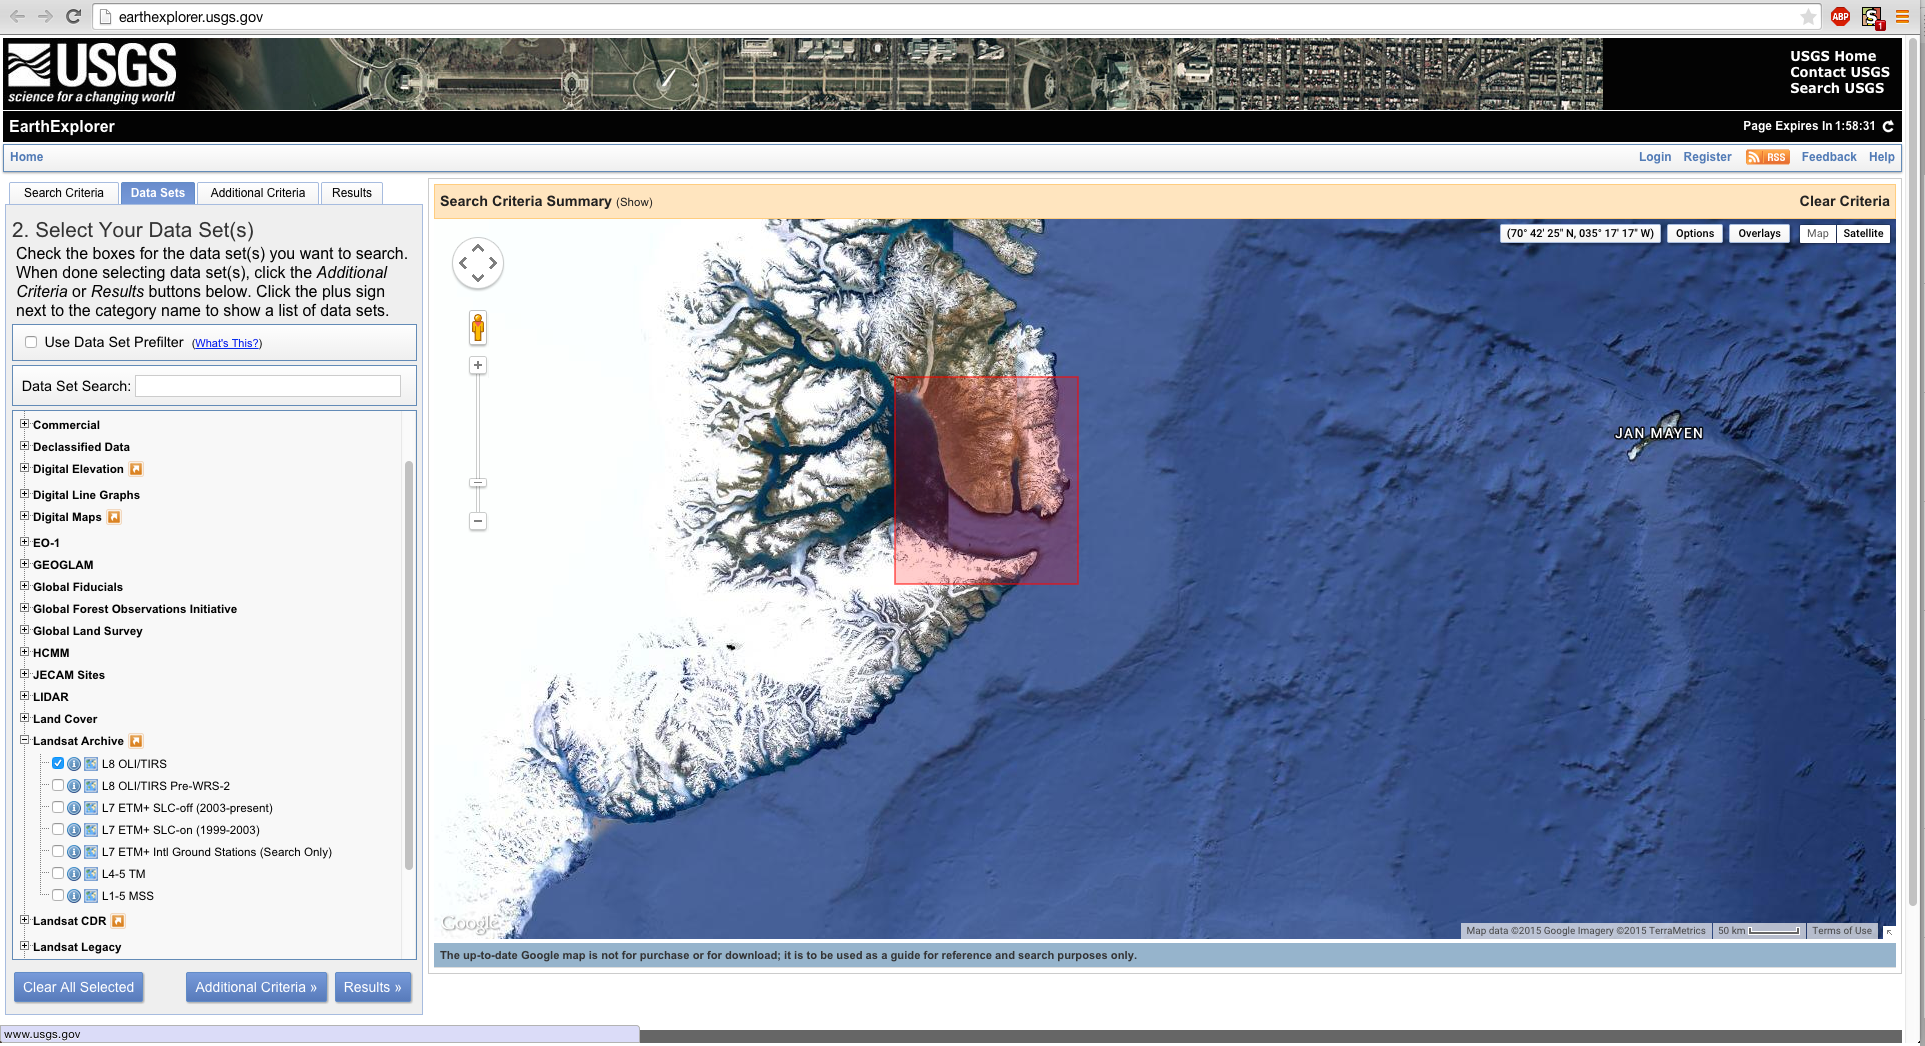 earthexplorer.usgs.gov
ABP
S
1
USGS
science for a changing world
USGS Home
Contact USGS
Search USGS
EarthExplorer
Page Expires In 1:58:31
Home
Login Register RSS Feedback Help
Search Criteria Data Sets Additional Criteria Results
2. Select Your Data Set(s)
Check the boxes for the data set(s) you want to search.
When done selecting data set(s), click the Additional
Criteria or Results buttons below. Click the plus sign
next to the category name to show a list of data sets.
Use Data Set Prefilter (What's This?)
Data Set Search:
Commercial
Declassified Data
Digital Elevation
Digital Line Graphs
Digital Maps
EO-1
GEOGLAM
Global Fiducials
Global Forest Observations Initiative
Global Land Survey
HCMM
JECAM Sites
LIDAR
Land Cover
Landsat Archive
L8 OLI/TIRS
L8 OLI/TIRS Pre-WRS-2
L7 ETM+ SLC-off (2003-present)
L7 ETM+ SLC-on (1999-2003)
L7 ETM+ Intl Ground Stations (Search Only)
L4-5 TM
L1-5 MSS
Landsat CDR
Landsat Legacy
Clear All Selected Additional Criteria » Results »
www.usgs.gov
Search Criteria Summary (Show) Clear Criteria
(70° 42' 25" N, 035° 17' 17" W) Options Overlays Map Satellite
JAN MAYEN
Google
Map data ©2015 Google Imagery ©2015 TerraMetrics 50 km Terms of Use
The up-to-date Google map is not for purchase or for download; it is to be used as a guide for reference and search purposes only.